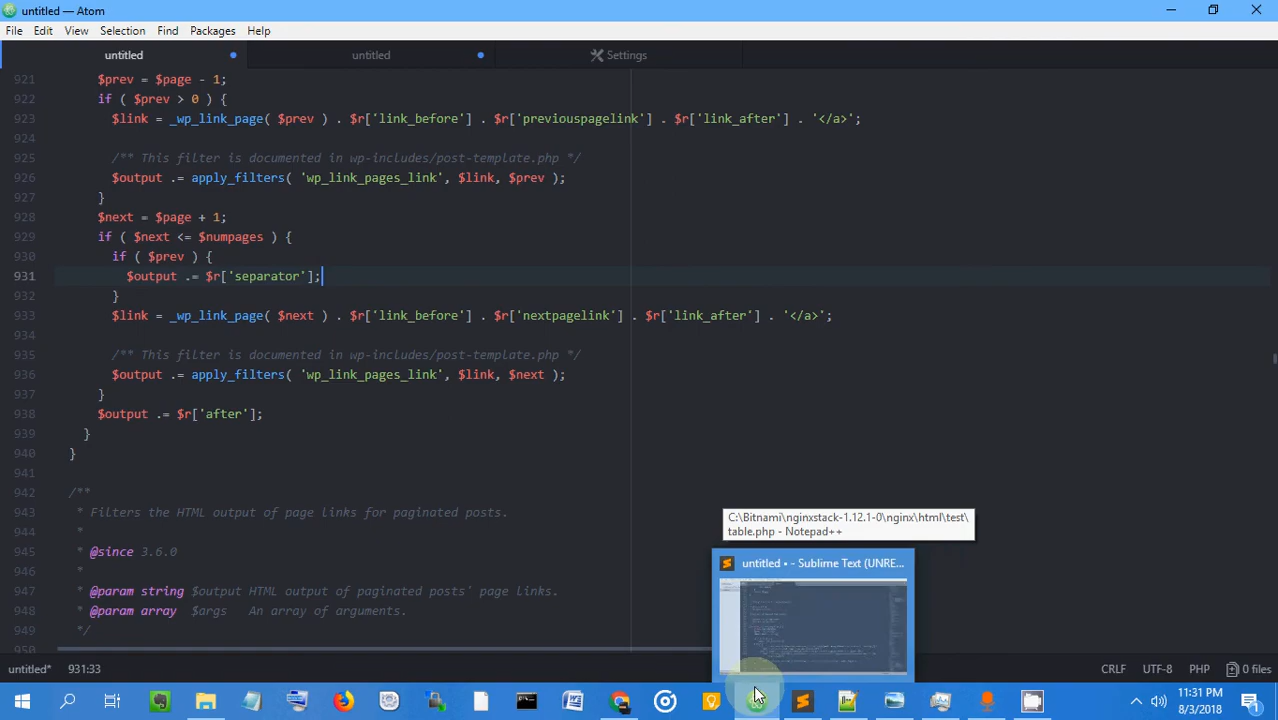 untitled — Atom
File Edit View Selection Find Packages Help
untitled untitled Settings
921 $prev = $page - 1;
922 if ( $prev > 0 ) {
923 $link = _wp_link_page( $prev ) . $r['link_before'] . $r['previouspagelink'] . $r['link_after'] . '</a>';
924
925 /** This filter is documented in wp-includes/post-template.php */
926 $output .= apply_filters( 'wp_link_pages_link', $link, $prev );
927 }
928 $next = $page + 1;
929 if ( $next <= $numpages ) {
930 if ( $prev ) {
931 $output .= $r['separator'];
932 }
933 $link = _wp_link_page( $next ) . $r['link_before'] . $r['nextpagelink'] . $r['link_after'] . '</a>';
934
935 /** This filter is documented in wp-includes/post-template.php */
936 $output .= apply_filters( 'wp_link_pages_link', $link, $next );
937 }
938 $output .= $r['after'];
939 }
940 }
941
942 /**
943 * Filters the HTML output of page links for paginated posts.
944 *
945 * @since 3.6.0
946 *
947 * @param string $output HTML output of paginated posts' page links.
948 * @param array $args An array of arguments.
949 */
950
C:\Bitnami\nginxstack-1.12.1-0\nginx\html\test\
table.php - Notepad++
untitled • - Sublime Text (UNRE...
untitled* 931:33 CRLF UTF-8 PHP 0 files
11:31 PM
8/3/2018